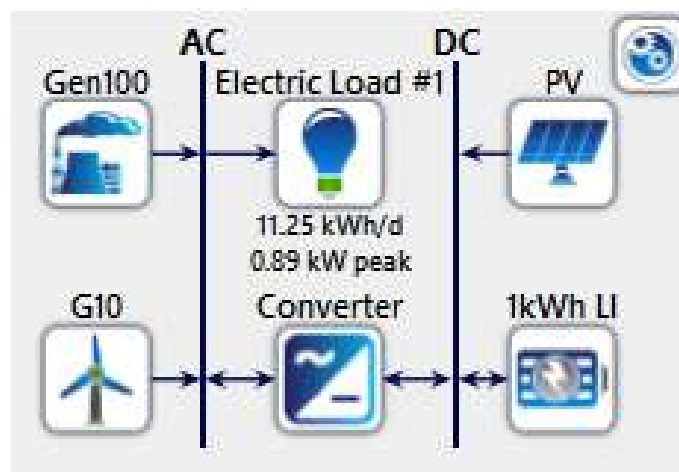 AC
DC
Gen100
Electric Load #1
PV
11.25 kWh/d
0.89 kW peak
G10
Converter
1kWh LI